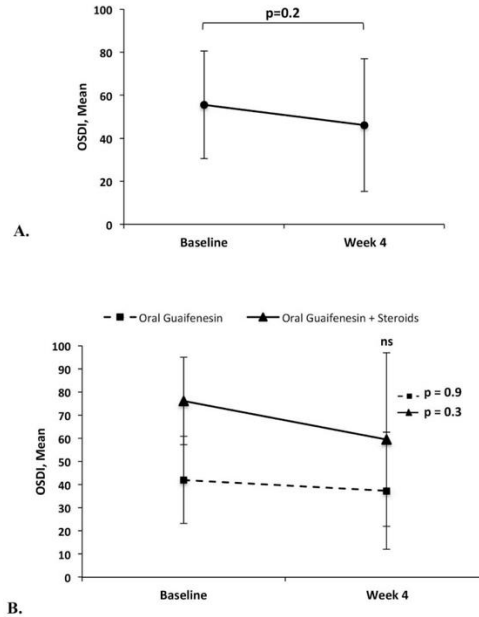 p=0.2
100
80
60
40
20
0
OSDI, Mean
Baseline Week 4
A.
Oral Guaifenesin Oral Guaifenesin + Steroids
ns
100
90
80
70
60
50
40
30
20
10
0
OSDI, Mean
p = 0.9
p = 0.3
Baseline Week 4
B.